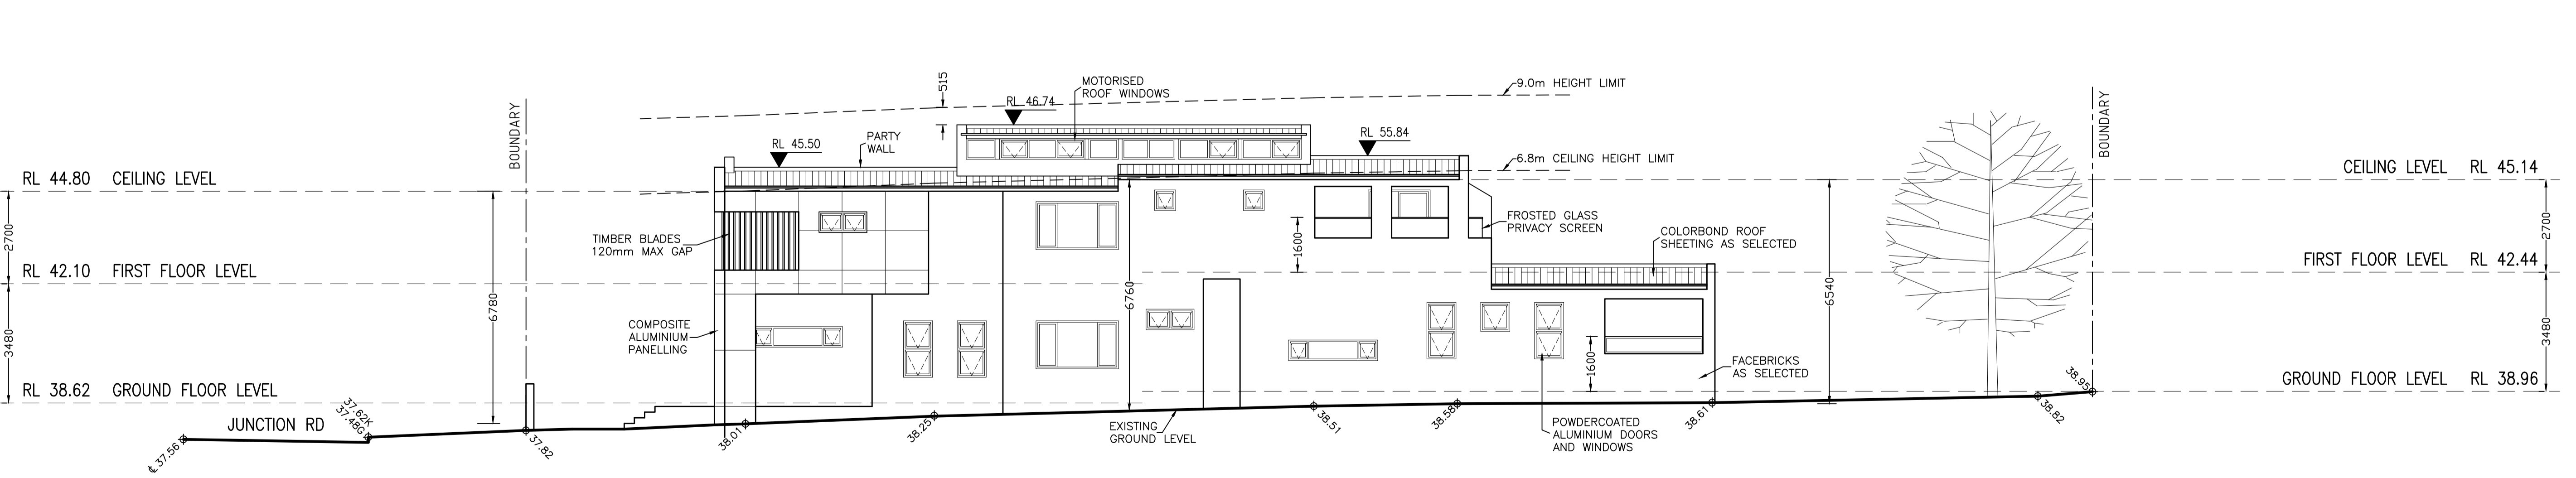 9.0m HEIGHT LIMIT
515
MOTORISED
ROOF WINDOWS
RL 46.74
BOUNDARY
BOUNDARY
PARTY
WALL
RL 45.50
RL 55.84
6.8m CEILING HEIGHT LIMIT
RL 44.80 CEILING LEVEL
CEILING LEVEL RL 45.14
2700
2700
TIMBER BLADES
120mm MAX GAP
1600
FROSTED GLASS
PRIVACY SCREEN
COLORBOND ROOF
SHEETING AS SELECTED
RL 42.10 FIRST FLOOR LEVEL
FIRST FLOOR LEVEL RL 42.44
6780
6760
6540
3480
3480
COMPOSITE
ALUMINIUM
PANELLING
1600
FACEBRICKS
AS SELECTED
RL 38.62 GROUND FLOOR LEVEL
GROUND FLOOR LEVEL RL 38.96
JUNCTION RD
℄ 37.56
37.62K
37.48G
37.82
38.01
38.25
EXISTING
GROUND LEVEL
38.51
38.58
POWDERCOATED
ALUMINIUM DOORS
AND WINDOWS
38.61
38.82
38.95